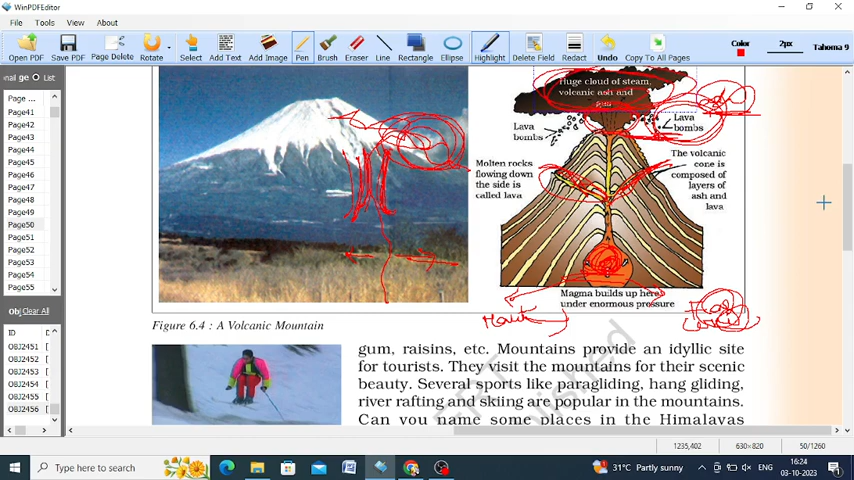 WinPDFEditor
File Tools View About
Open PDF Save PDF Page Delete Rotate Select Add Text Add Image Pen Brush Eraser Line Rectangle Ellipse Highlight Delete Field Redact Undo Copy To All Pages Color 2px Tahoma 9
nal ge List
Page ...
Page41
Page42
Page43
Page44
Page45
Page46
Page47
Page48
Page49
Page50
Page51
Page52
Page53
Page54
Page55
Obj Clear All
ID D
OBJ2451 [
OBJ2452 [
OBJ2453 [
OBJ2454 [
OBJ2455 [
OBJ2456 [
Huge cloud of steam,
volcanic ash and
Lava
bombs
Lava
bombs
Molten rocks
flowing down
the side is
called lava
The volcanic
cone is
composed of
layers of
ash and
lava
Magma builds up here
under enormous pressure
Figure 6.4 : A Volcanic Mountain
gum, raisins, etc. Mountains provide an idyllic site
for tourists. They visit the mountains for their scenic
beauty. Several sports like paragliding, hang gliding,
river rafting and skiing are popular in the mountains.
Can you name some places in the Himalayas
1235,402 630×820 50/1260
Type here to search
31°C Partly sunny
ENG
16:24
03-10-2023